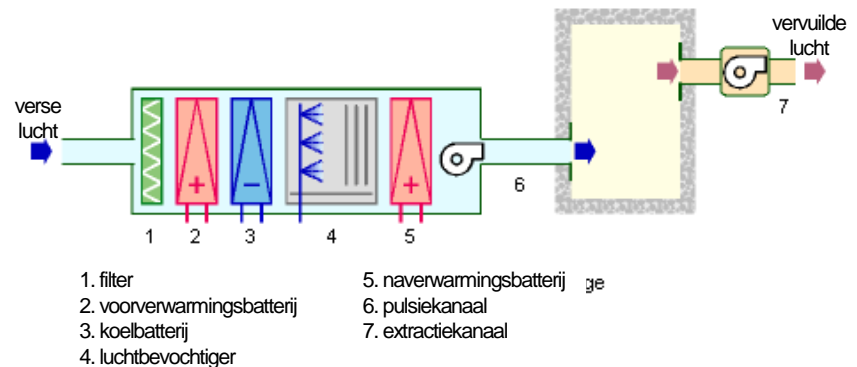 verse
lucht
vervuilde
lucht
+
−
+
1 2 3 4 5
6
7
1. filter
2. voorverwarmingsbatterij
3. koelbatterij
4. luchtbevochtiger
5. naverwarmingsbatterij ge
6. pulsiekanaal
7. extractiekanaal